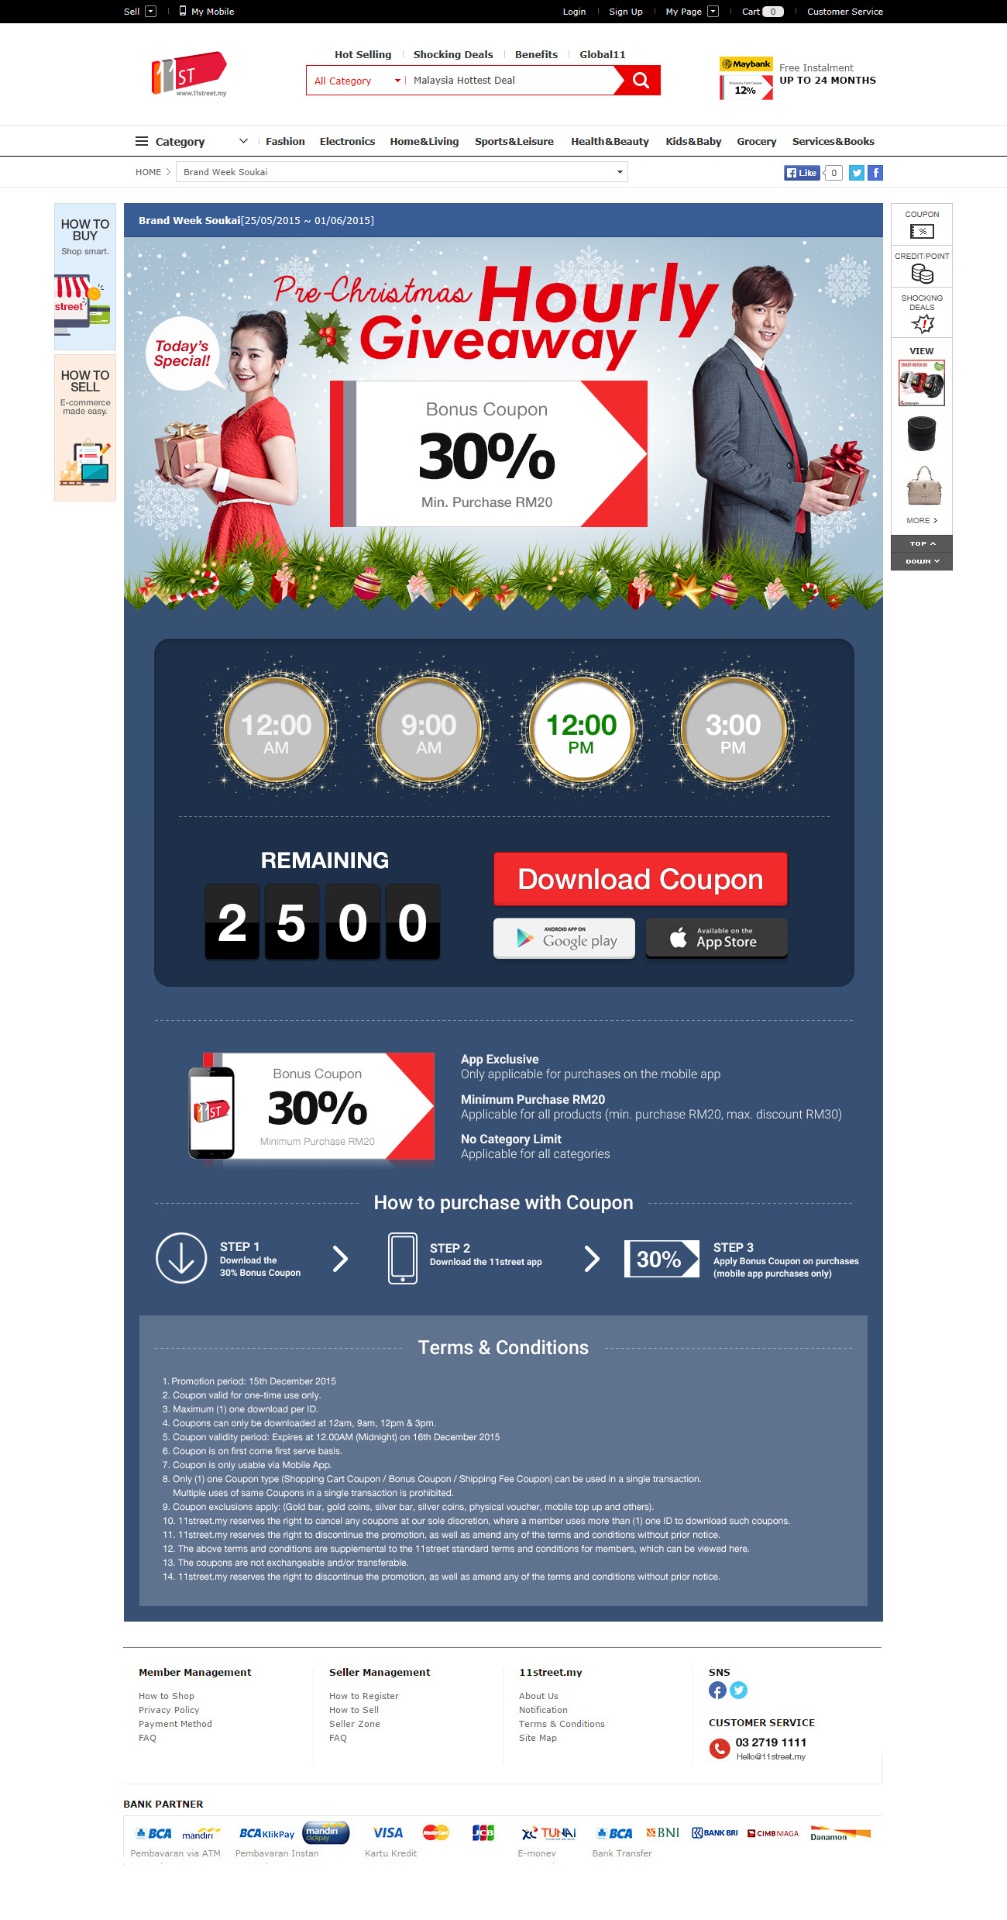 Sell
My Mobile
Login
Sign Up
My Page
Cart 0
Customer Service
11ST
www.11street.my
Hot Selling
Shocking Deals
Benefits
Global11
All Category
Malaysia Hottest Deal
Maybank
12%
Free Instalment
UP TO 24 MONTHS
Category
Fashion
Electronics
Home&Living
Sports&Leisure
Health&Beauty
Kids&Baby
Grocery
Services&Books
HOME
Brand Week Soukai
Like
0
HOW TO
BUY
Shop smart.
street
HOW TO
SELL
E-commerce
made easy.
Brand Week Soukai[25/05/2015 ~ 01/06/2015]
Pre-Christmas Hourly
Giveaway
Today's
Special!
Bonus Coupon
30%
Min. Purchase RM20
COUPON
%
CREDIT/POINT
SHOCKING
DEALS
VIEW
MORE
TOP
DOWN
12:00
AM
9:00
AM
12:00
PM
3:00
PM
REMAINING
2 5 0 0
Download Coupon
ANDROID APP ON
Google play
Available on the
App Store
11ST
Bonus Coupon
30%
Minimum Purchase RM20
App Exclusive
Only applicable for purchases on the mobile app
Minimum Purchase RM20
Applicable for all products (min. purchase RM20, max. discount RM30)
No Category Limit
Applicable for all categories
How to purchase with Coupon
STEP 1
Download the
30% Bonus Coupon
STEP 2
Download the 11street app
30%
STEP 3
Apply Bonus Coupon on purchases
(mobile app purchases only)
Terms & Conditions
1. Promotion period: 15th December 2015
2. Coupon valid for one-time use only.
3. Maximum (1) one download per ID.
4. Coupons can only be downloaded at 12am, 9am, 12pm & 3pm.
5. Coupon validity period: Expires at 12.00AM (Midnight) on 16th December 2015
6. Coupon is on first come first serve basis.
7. Coupon is only usable via Mobile App.
8. Only (1) one Coupon type (Shopping Cart Coupon / Bonus Coupon / Shipping Fee Coupon) can be used in a single transaction.
Multiple uses of same Coupons in a single transaction is prohibited.
9. Coupon exclusions apply: (Gold bar, gold coins, silver bar, silver coins, physical voucher, mobile top up and others).
10. 11street.my reserves the right to cancel any coupons at our sole discretion, where a member uses more than (1) one ID to download such coupons.
11. 11street.my reserves the right to discontinue the promotion, as well as amend any of the terms and conditions without prior notice.
12. The above terms and conditions are supplemental to the 11street standard terms and conditions for members, which can be viewed here.
13. The coupons are not exchangeable and/or transferable.
14. 11street.my reserves the right to discontinue the promotion, as well as amend any of the terms and conditions without prior notice.
Member Management
How to Shop
Privacy Policy
Payment Method
FAQ
Seller Management
How to Register
How to Sell
Seller Zone
FAQ
11street.my
About Us
Notification
Terms & Conditions
Site Map
SNS
CUSTOMER SERVICE
03 2719 1111
Hello@11street.my
BANK PARTNER
BCA
mandiri
BCA KlikPay
mandiri
clickpay
VISA
MasterCard
JCB
XL TUNAI
BCA
BNI
BANK BRI
CIMB NIAGA
Danamon
Pembavaran via ATM
Pembavaran Instan
Kartu Kredit
E-monev
Bank Transfer